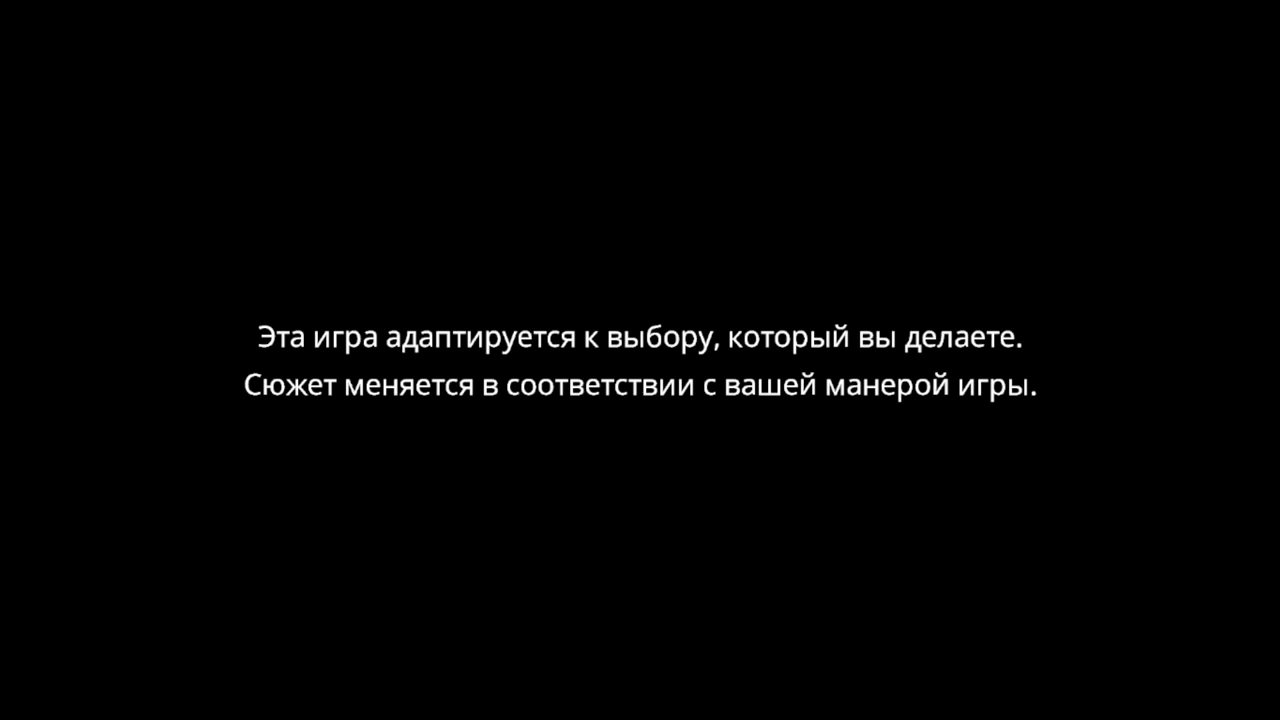 Эта игра адаптируется к выбору, который вы делаете.
Сюжет меняется в соответствии с вашей манерой игры.